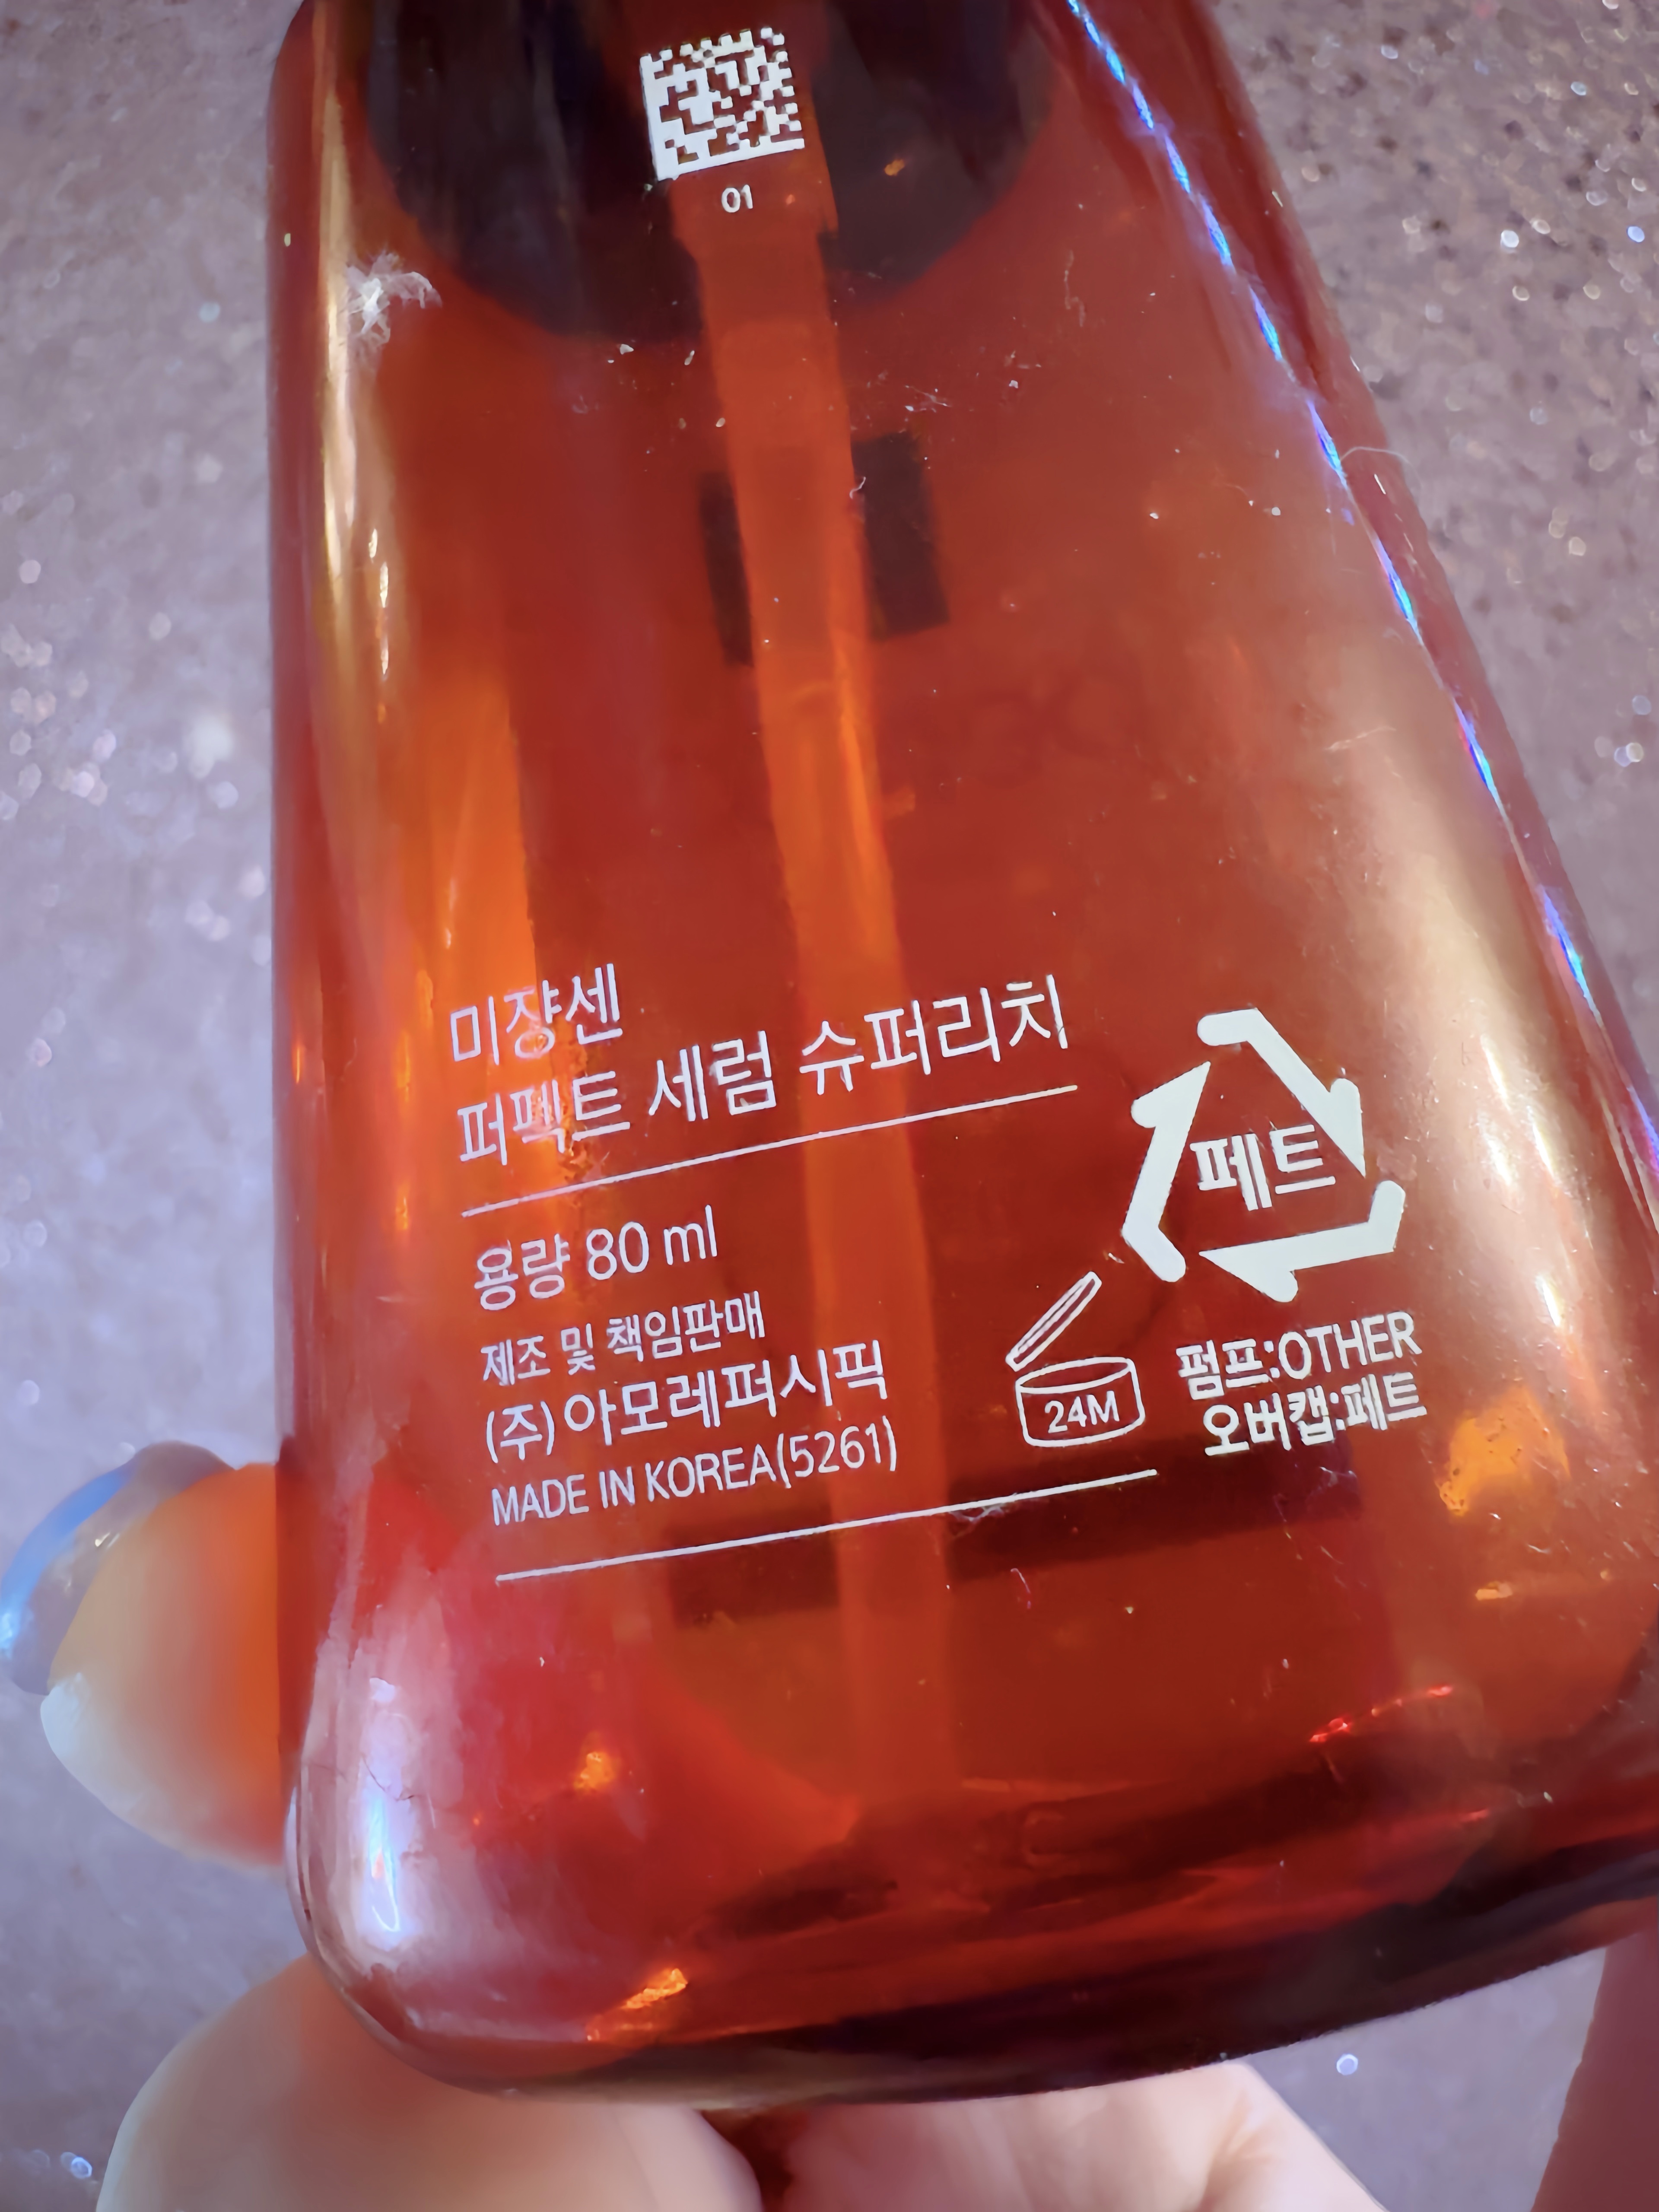 01
미쟝센
퍼펙트 세럼 슈퍼리치
용량 80 ml
제조 및 책임판매
(주)아모레퍼시픽
MADE IN KOREA(5261)
24M
페트
펌프:OTHER
오버캡:페트